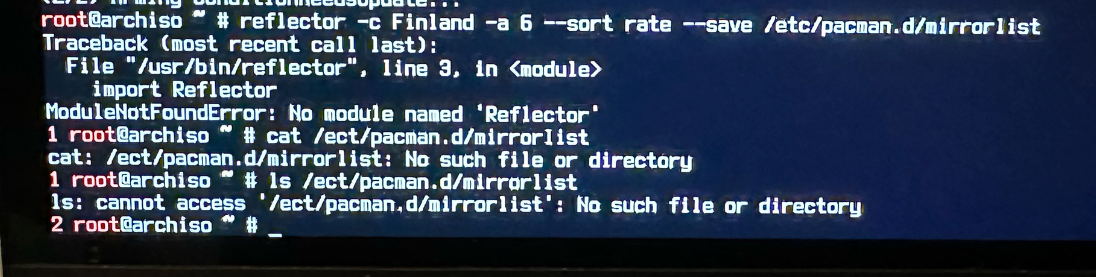 root@archiso ~ # reflector -c Finland -a 6 --sort rate --save /etc/pacman.d/mirrorlist
Traceback (most recent call last):
  File "/usr/bin/reflector", line 3, in <module>
    import Reflector
ModuleNotFoundError: No module named 'Reflector'
1 root@archiso ~ # cat /ect/pacman.d/mirrorlist
cat: /ect/pacman.d/mirrorlist: No such file or directory
1 root@archiso ~ # ls /ect/pacman.d/mirrorlist
ls: cannot access '/ect/pacman.d/mirrorlist': No such file or directory
2 root@archiso ~ # _